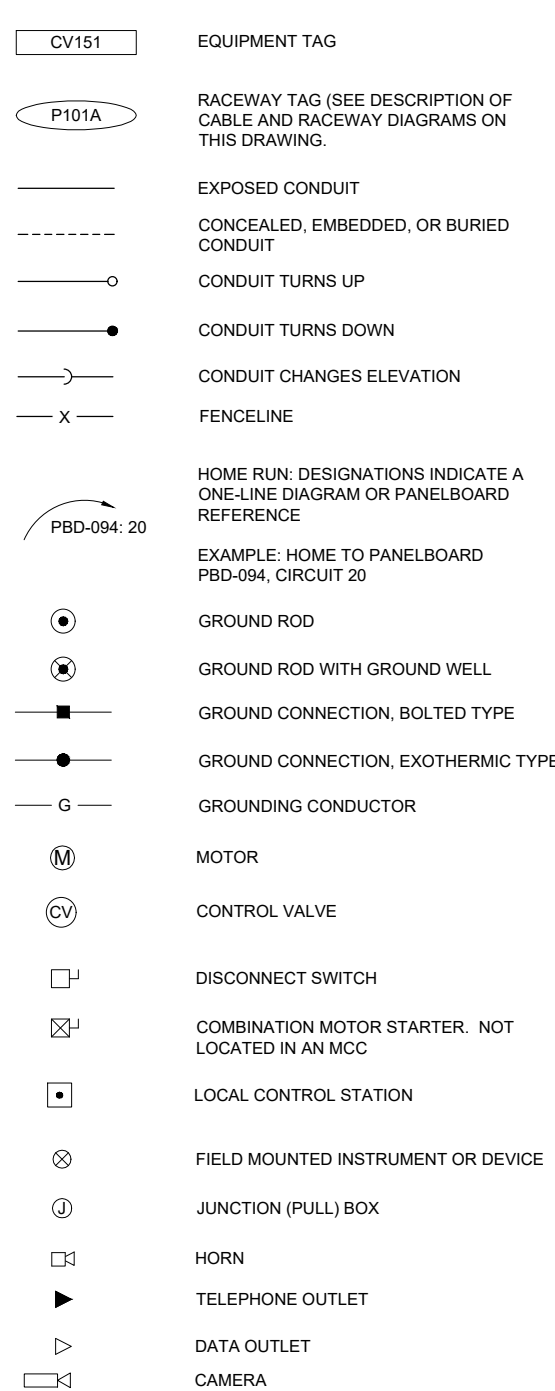 CV151 EQUIPMENT TAG
P101A RACEWAY TAG (SEE DESCRIPTION OF
CABLE AND RACEWAY DIAGRAMS ON
THIS DRAWING.
EXPOSED CONDUIT
CONCEALED, EMBEDDED, OR BURIED
CONDUIT
CONDUIT TURNS UP
CONDUIT TURNS DOWN
CONDUIT CHANGES ELEVATION
X FENCELINE
HOME RUN: DESIGNATIONS INDICATE A
ONE-LINE DIAGRAM OR PANELBOARD
REFERENCE
PBD-094: 20
EXAMPLE: HOME TO PANELBOARD
PBD-094, CIRCUIT 20
GROUND ROD
GROUND ROD WITH GROUND WELL
GROUND CONNECTION, BOLTED TYPE
GROUND CONNECTION, EXOTHERMIC TYPE
G GROUNDING CONDUCTOR
M MOTOR
CV CONTROL VALVE
DISCONNECT SWITCH
COMBINATION MOTOR STARTER. NOT
LOCATED IN AN MCC
LOCAL CONTROL STATION
FIELD MOUNTED INSTRUMENT OR DEVICE
J JUNCTION (PULL) BOX
HORN
TELEPHONE OUTLET
DATA OUTLET
CAMERA